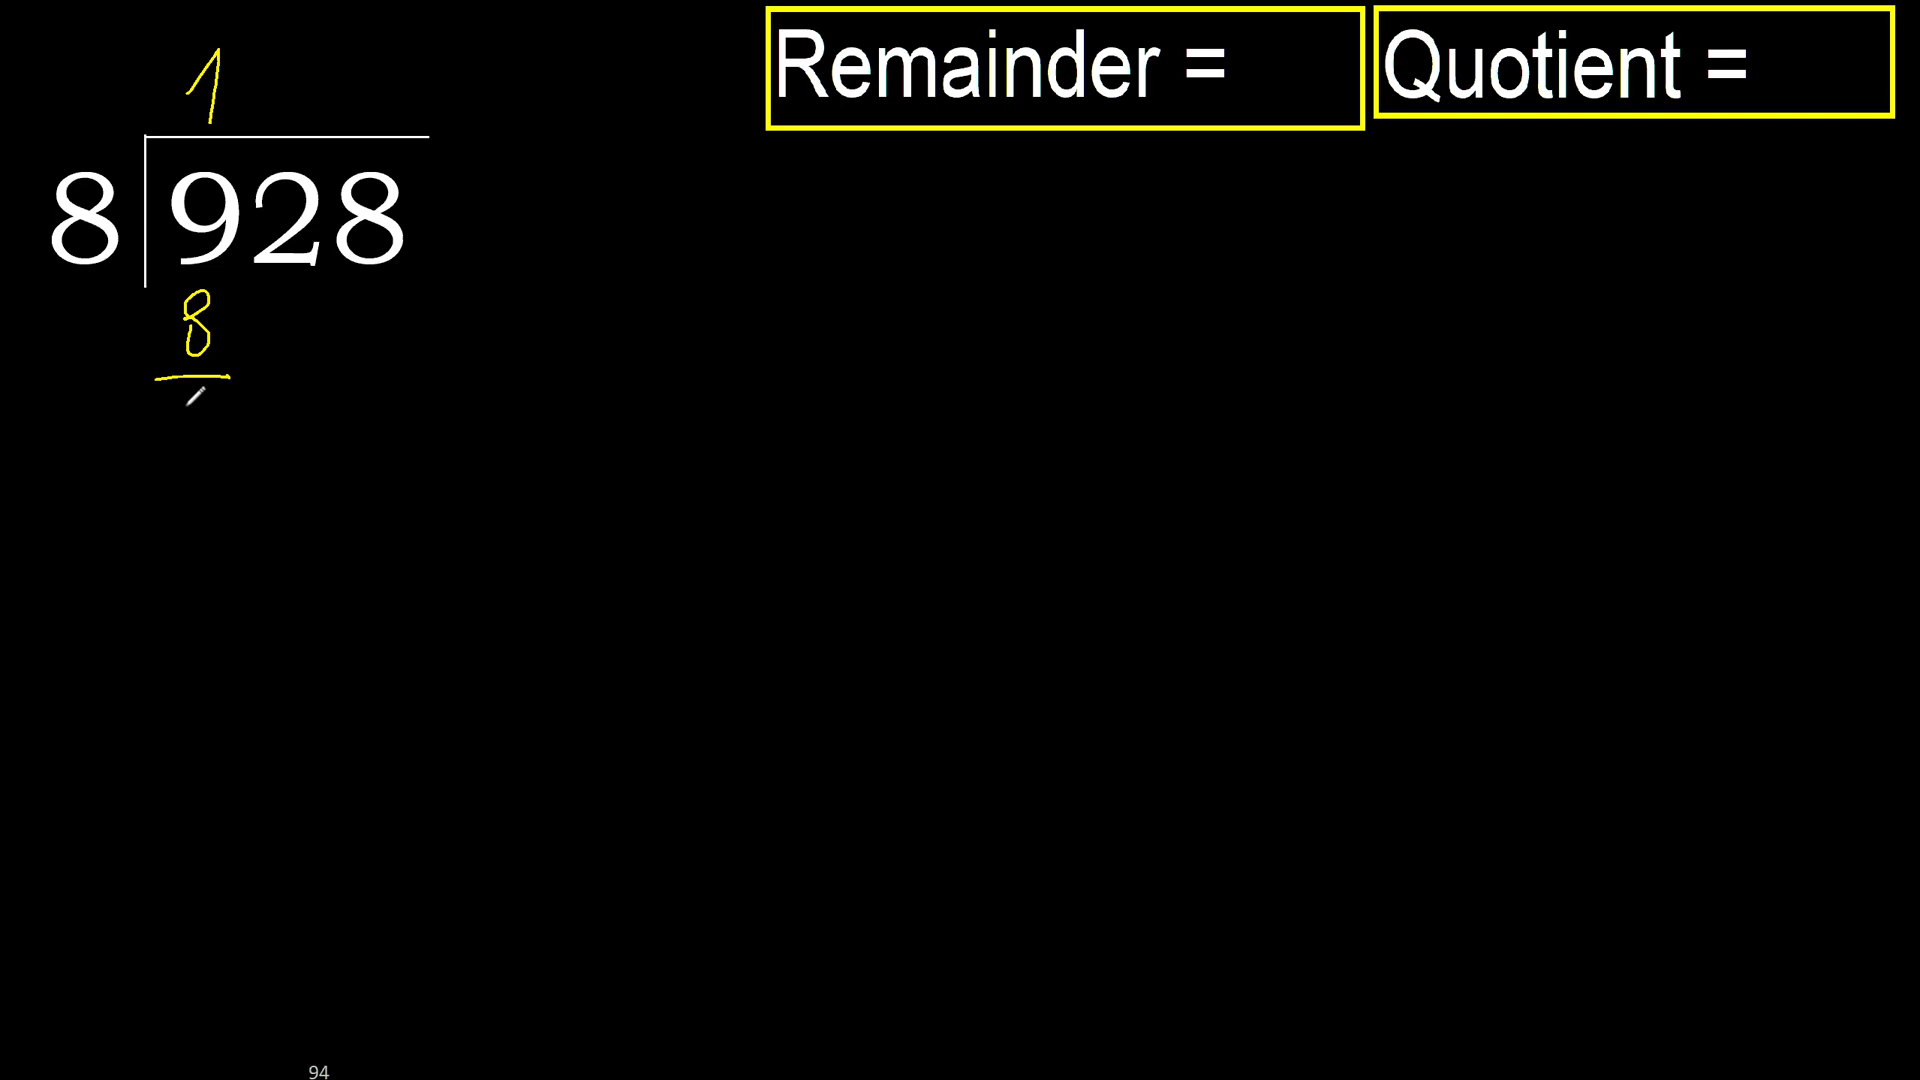 1
8 928
8
Remainder =
Quotient =
94